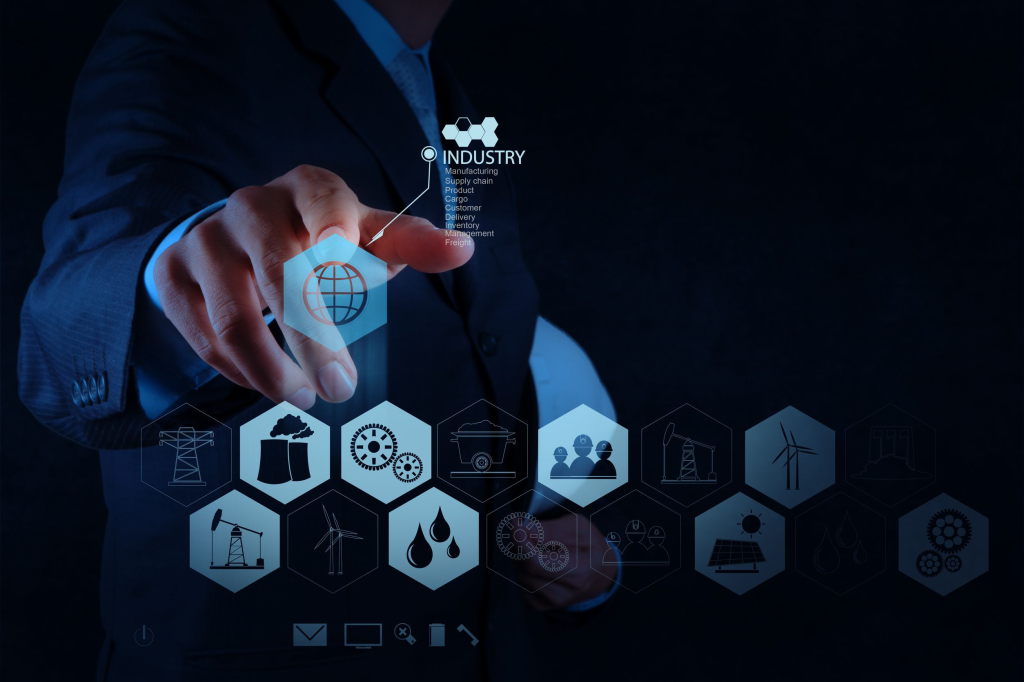 INDUSTRY
Manufacturing
Supply chain
Product
Cargo
Customer
Delivery
Inventory
Management
Freight